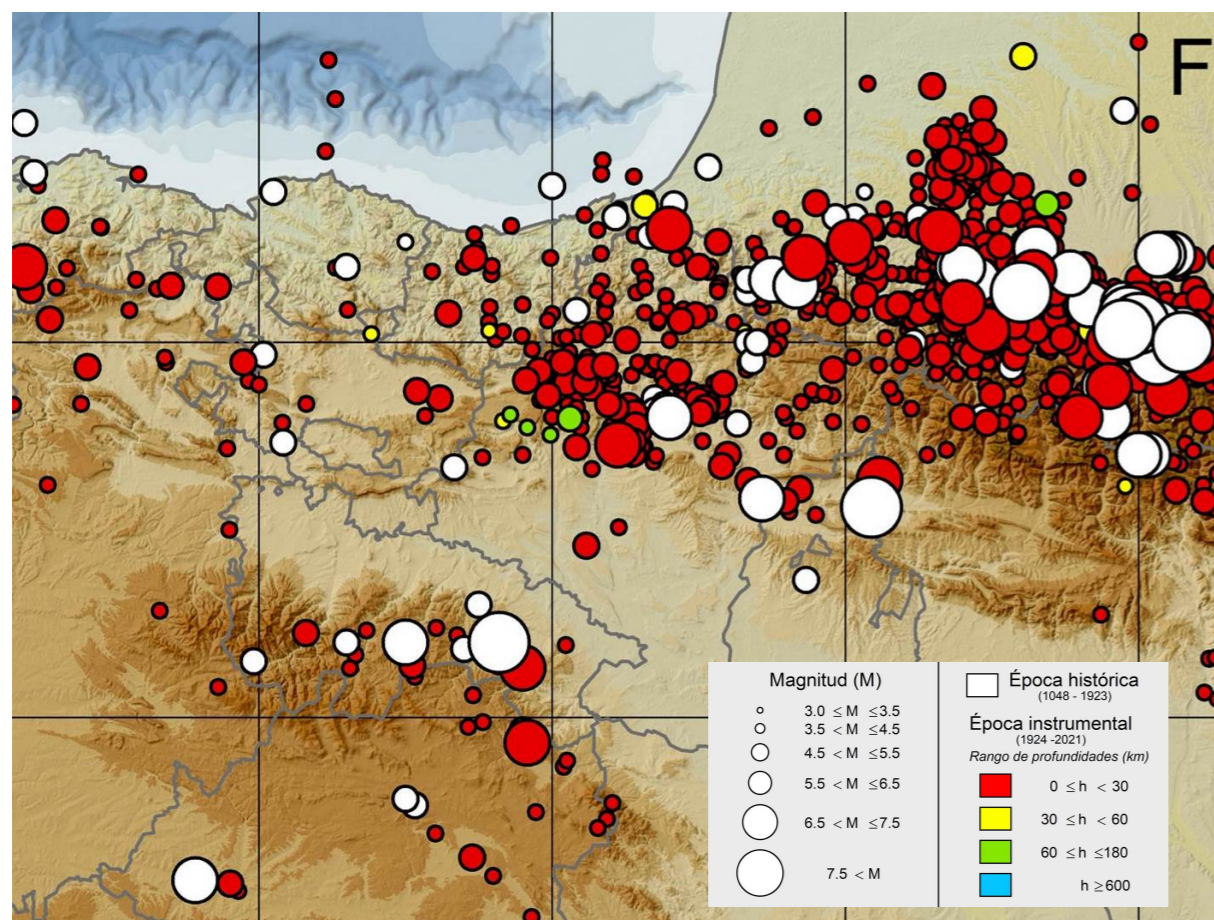 F
Magnitud (M)
3.0 < M ≤3.5
3.5 < M ≤4.5
4.5 < M ≤5.5
5.5 < M ≤6.5
6.5 < M ≤7.5
7.5 < M
Época histórica
(1048 - 1923)
Época instrumental
(1924 -2021)
Rango de profundidades (km)
0 ≤ h < 30
30 ≤ h < 60
60 ≤ h ≤180
h ≥600